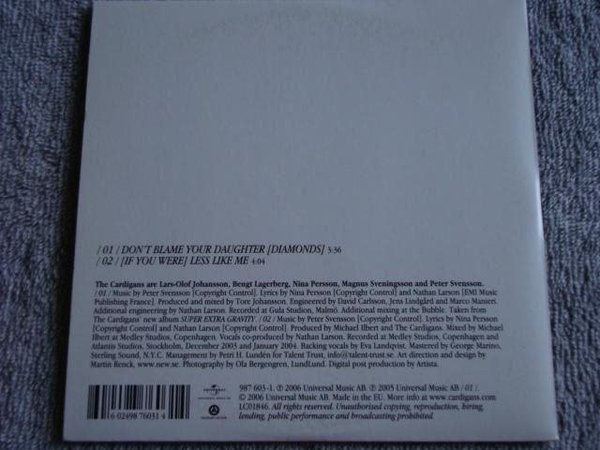 / 01 / DON'T BLAME YOUR DAUGHTER [DIAMONDS] 3:36
/ 02 / [IF YOU WERE] LESS LIKE ME 4:04
The Cardigans are Lars-Olof Johansson, Bengt Lagerberg, Nina Persson, Magnus Sveningsson and Peter Svensson.
/ 01 / Music by Peter Svensson [Copyright Control]. Lyrics by Nina Persson [Copyright Control] and Nathan Larson [EMI Music
Publishing France]. Produced and mixed by Tore Johansson. Engineered by David Carlsson, Jens Lindgård and Marco Manieri.
Additional engineering by Nathan Larson. Recorded at Gula Studion, Malmö. Additional mixing at the Bubble. Taken from
The Cardigans' new album SUPER EXTRA GRAVITY. / 02 / Music by Peter Svensson [Copyright Control]. Lyrics by Nina Persson
[Copyright Control] and Nathan Larson [Copyright Control]. Produced by Michael Ilbert and The Cardigans. Mixed by Michael
Ilbert at Medley Studios, Copenhagen. Vocals co-produced by Nathan Larson. Recorded at Medley Studios, Copenhagen and
Atlantis Studios, Stockholm, December 2003 and January 2004. Backing vocals by Eva Lundqvist. Mastered by George Marino,
Sterling Sound, N.Y.C. Management by Petri H. Lundén for Talent Trust, info@talent-trust.se. Art direction and design by
Martin Renck, www.new.se. Photography by Ola Bergengren, LundLund. Digital post production by Artista.
987 603-1. ℗ 2006 Universal Music AB. ℗ 2005 Universal Music AB / 01 /.
© 2006 Universal Music AB. Made in the EU. More info at www.cardigans.com
LC01846. All rights reserved. Unauthorised copying, reproduction, hiring,
lending, public performance and broadcasting prohibited.
6 02498 76031 4
UNIVERSAL